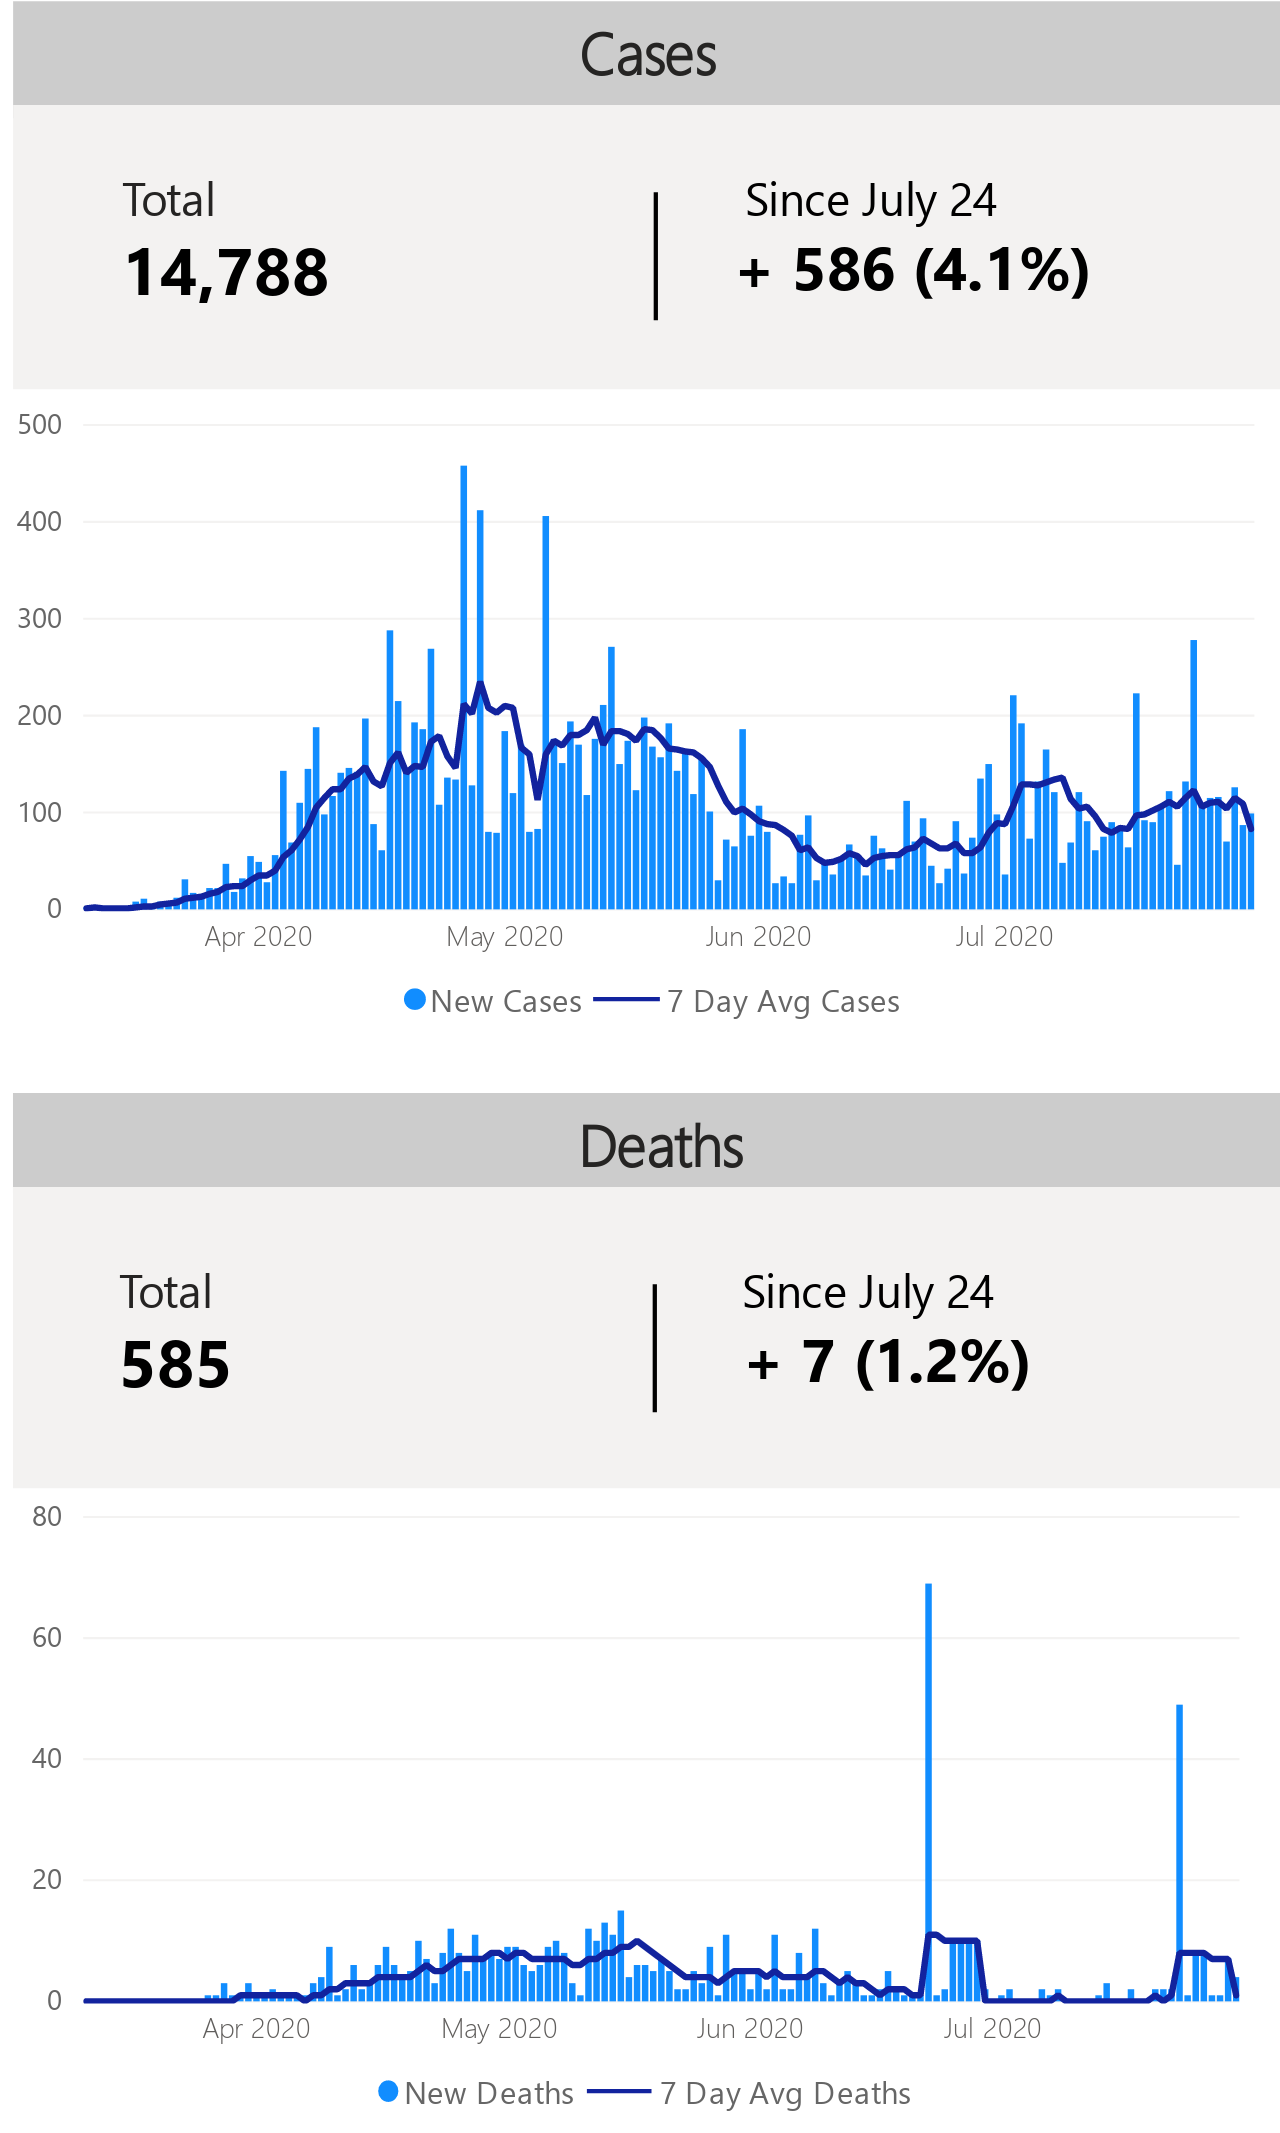 Cases
Total
Since July 24
14,788
+ 586 (4.1%)
500
400
300
200
100
0
Apr 2020
May 2020
Jun 2020
Jul 2020
New Cases
7 Day Avg Cases
Deaths
Total
Since July 24
585
+ 7 (1.2%)
80
60
40
20
0
Apr 2020
May 2020
Jun 2020
Jul 2020
New Deaths
7 Day Avg Deaths